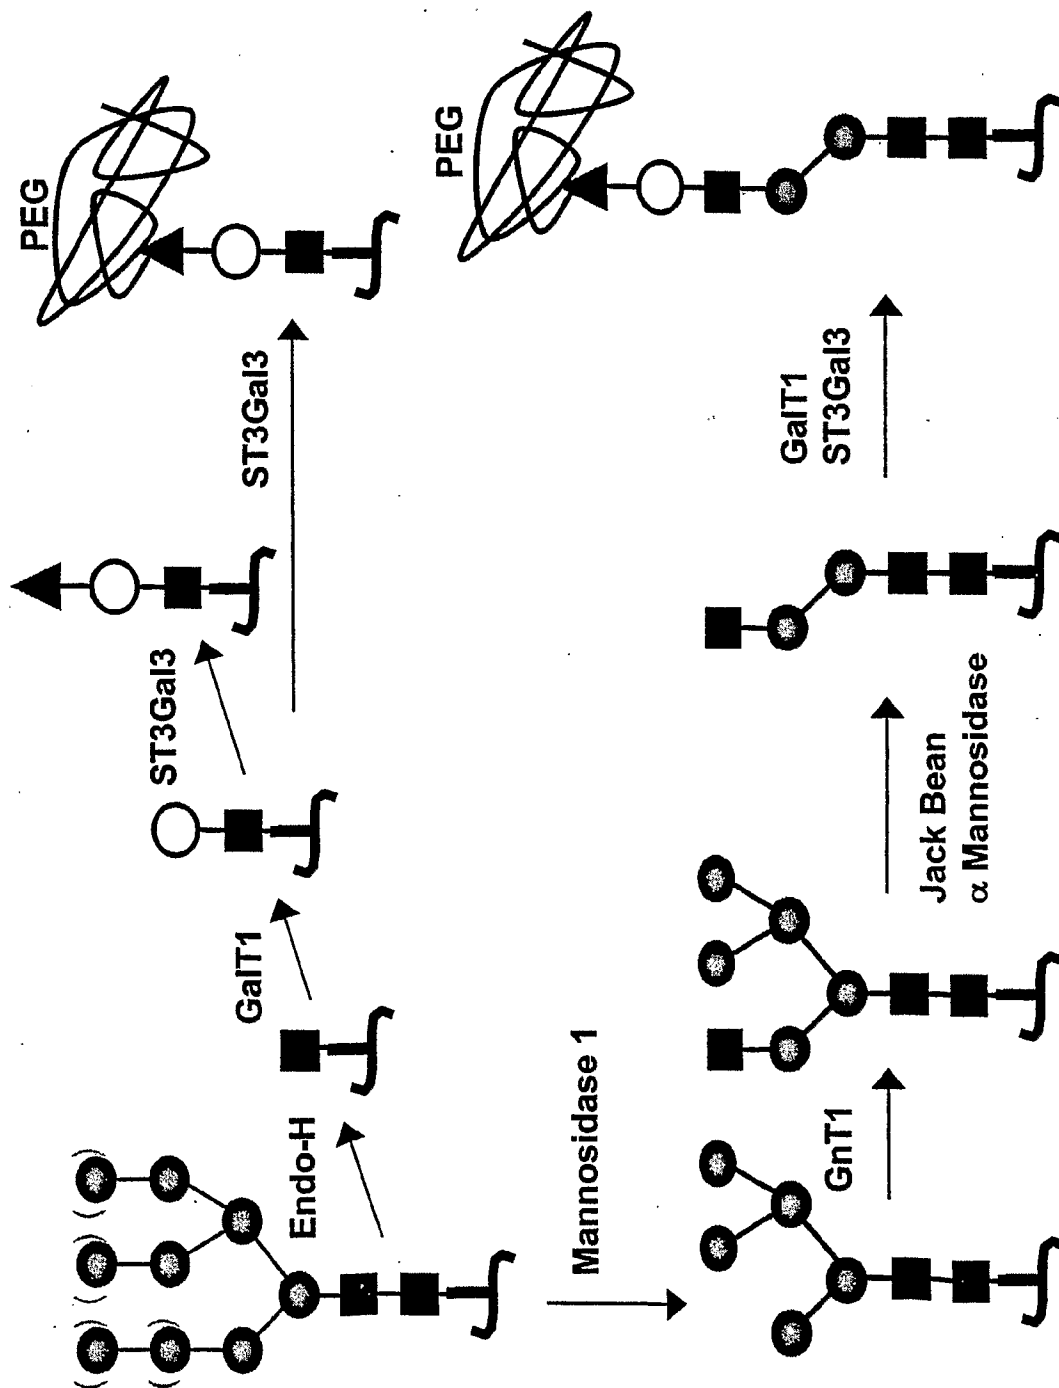 Endo-H
GalT1
ST3Gal3
ST3Gal3
PEG
Mannosidase 1
GnT1
Jack Bean
α Mannosidase
GalT1
ST3Gal3
PEG